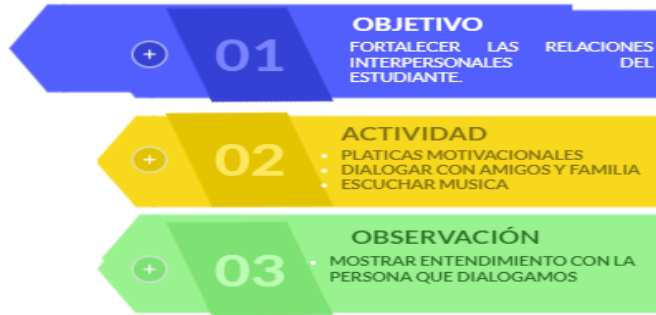 01
OBJETIVO
FORTALECER LAS RELACIONES
INTERPERSONALES DEL
ESTUDIANTE.
02
ACTIVIDAD
• PLATICAS MOTIVACIONALES
• DIALOGAR CON AMIGOS Y FAMILIA
• ESCUCHAR MUSICA
03
OBSERVACIÓN
• MOSTRAR ENTENDIMIENTO CON LA
PERSONA QUE DIALOGAMOS